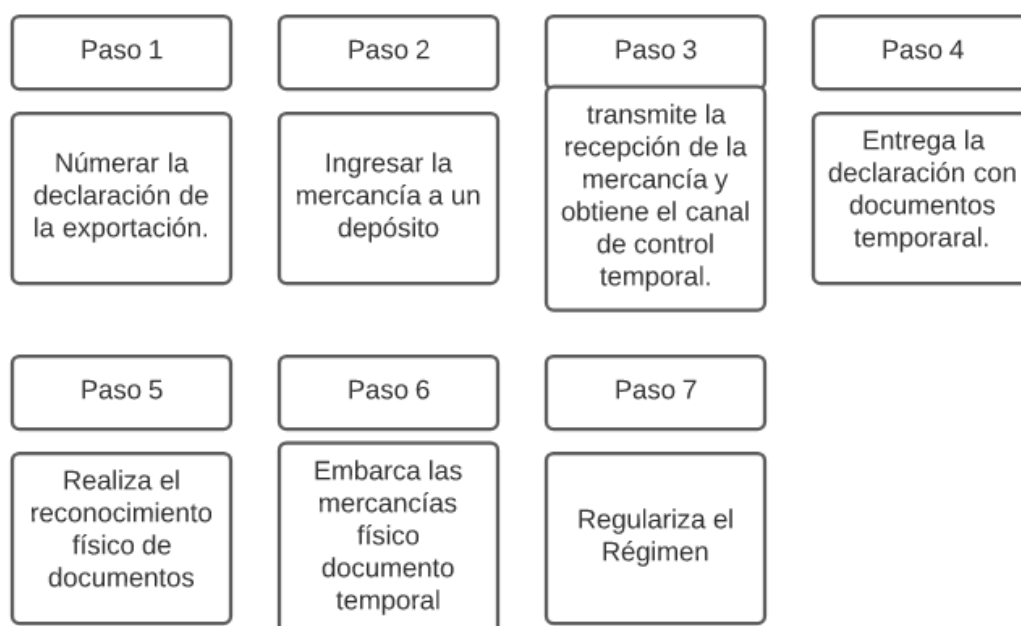 Paso 1
Númerar la
declaración de
la exportación.
Paso 2
Ingresar la
mercancía a un
depósito
Paso 3
transmite la
recepción de la
mercancía y
obtiene el canal
de control
temporal.
Paso 4
Entrega la
declaración con
documentos
temporaral.
Paso 5
Realiza el
reconocimiento
físico de
documentos
Paso 6
Embarca las
mercancías
físico
documento
temporal
Paso 7
Regulariza el
Régimen